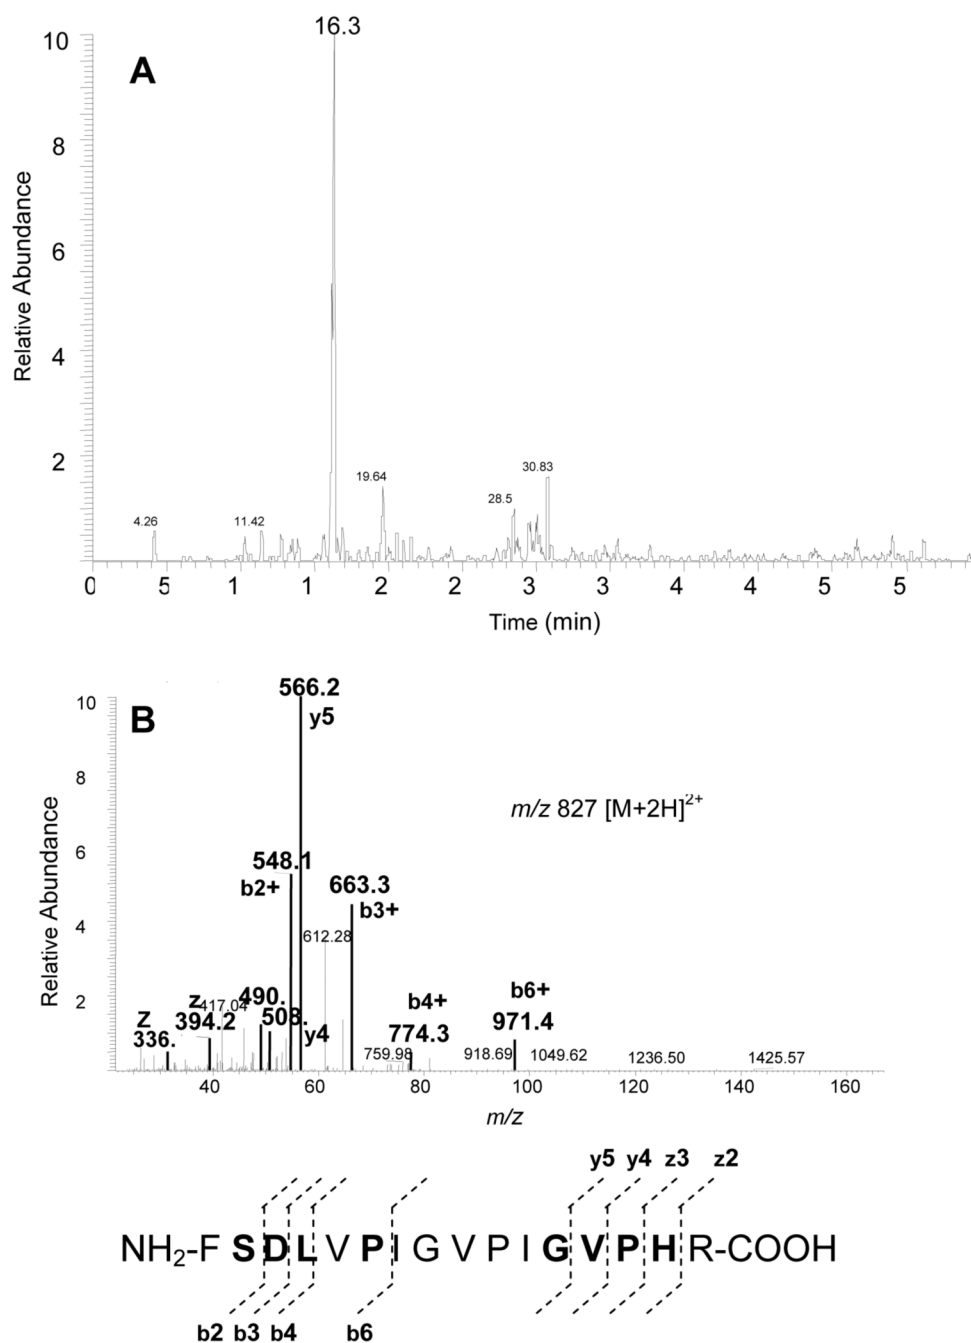 A
16.3
10
8
6
4
2
Relative Abundance
4.26
11.42
19.64
28.5
30.83
0 5 1 1 2 2 3 3 4 4 5 5
Time (min)
B
566.2
y5
m/z 827 [M+2H]2+
548.1
b2+
663.3
b3+
612.28
z
417.04
490.
394.2
508.
y4
Z
336.
b4+
774.3
759.98
b6+
971.4
918.69
1049.62
1236.50
1425.57
10
8
6
4
2
Relative Abundance
40 60 80 100 120 140 160
m/z
y5 y4 z3 z2
NH2-F S D L V P I G V P I G V P H R-COOH
b2 b3 b4 b6